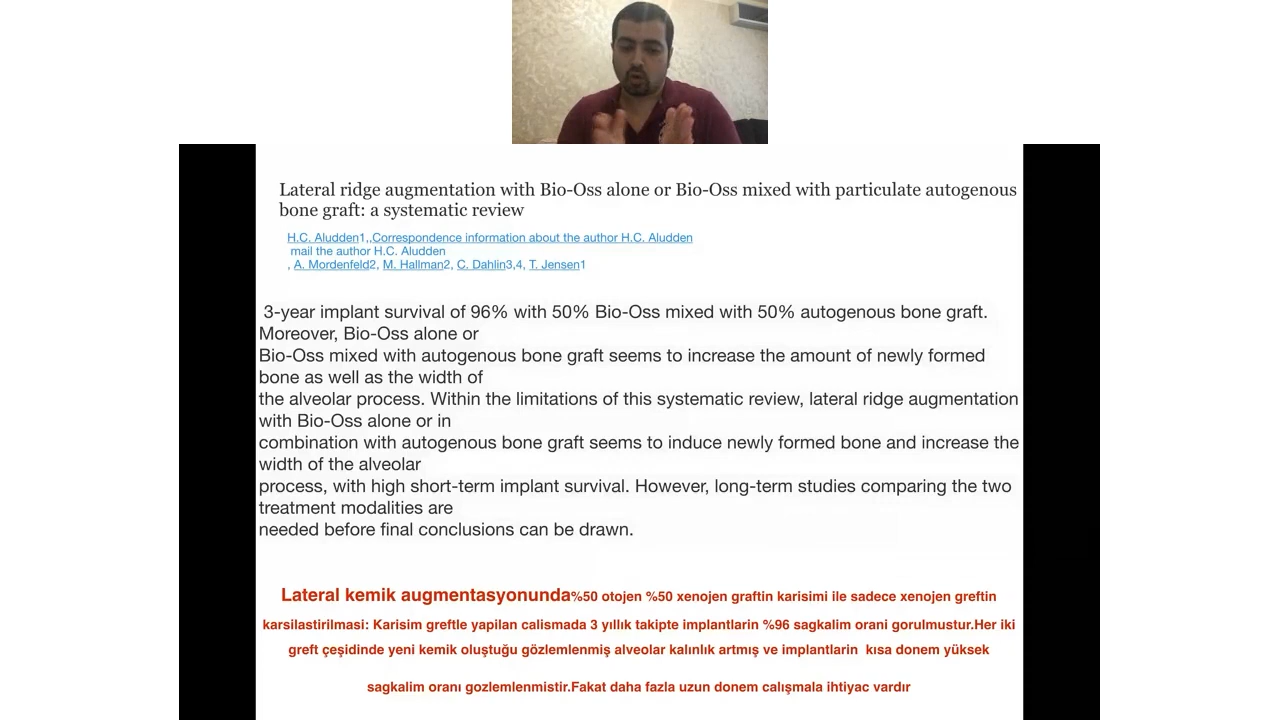 Lateral ridge augmentation with Bio-Oss alone or Bio-Oss mixed with particulate autogenous
bone graft: a systematic review
H.C. Aludden1,,Correspondence information about the author H.C. Aludden
mail the author H.C. Aludden
, A. Mordenfeld2, M. Hallman2, C. Dahlin3,4, T. Jensen1
3-year implant survival of 96% with 50% Bio-Oss mixed with 50% autogenous bone graft.
Moreover, Bio-Oss alone or
Bio-Oss mixed with autogenous bone graft seems to increase the amount of newly formed
bone as well as the width of
the alveolar process. Within the limitations of this systematic review, lateral ridge augmentation
with Bio-Oss alone or in
combination with autogenous bone graft seems to induce newly formed bone and increase the
width of the alveolar
process, with high short-term implant survival. However, long-term studies comparing the two
treatment modalities are
needed before final conclusions can be drawn.
Lateral kemik augmentasyonunda%50 otojen %50 xenojen graftin karisimi ile sadece xenojen greftin
karsilastirilmasi: Karisim greftle yapilan calismada 3 yıllık takipte implantlarin %96 sagkalim orani gorulmustur.Her iki
greft çeşidinde yeni kemik oluştuğu gözlemlenmiş alveolar kalınlık artmış ve implantlarin kısa donem yüksek
sagkalim oranı gozlemlenmistir.Fakat daha fazla uzun donem calışmala ihtiyac vardır